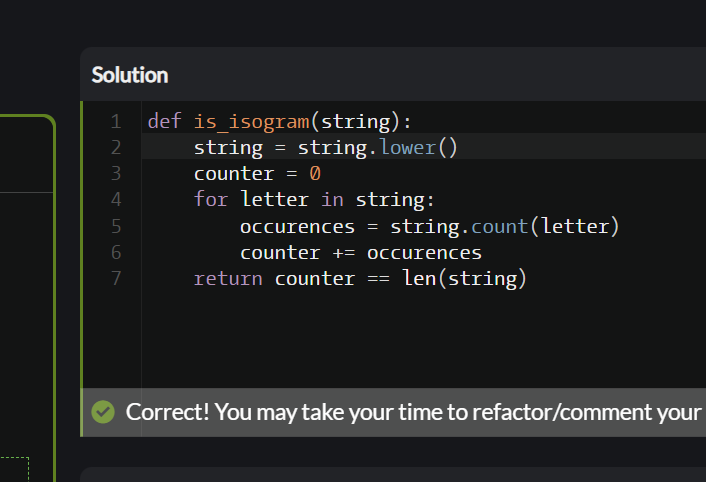 Solution
1 def is_isogram(string):
2 string = string.lower()
3 counter = 0
4 for letter in string:
5 occurences = string.count(letter)
6 counter += occurences
7 return counter == len(string)
Correct! You may take your time to refactor/comment your